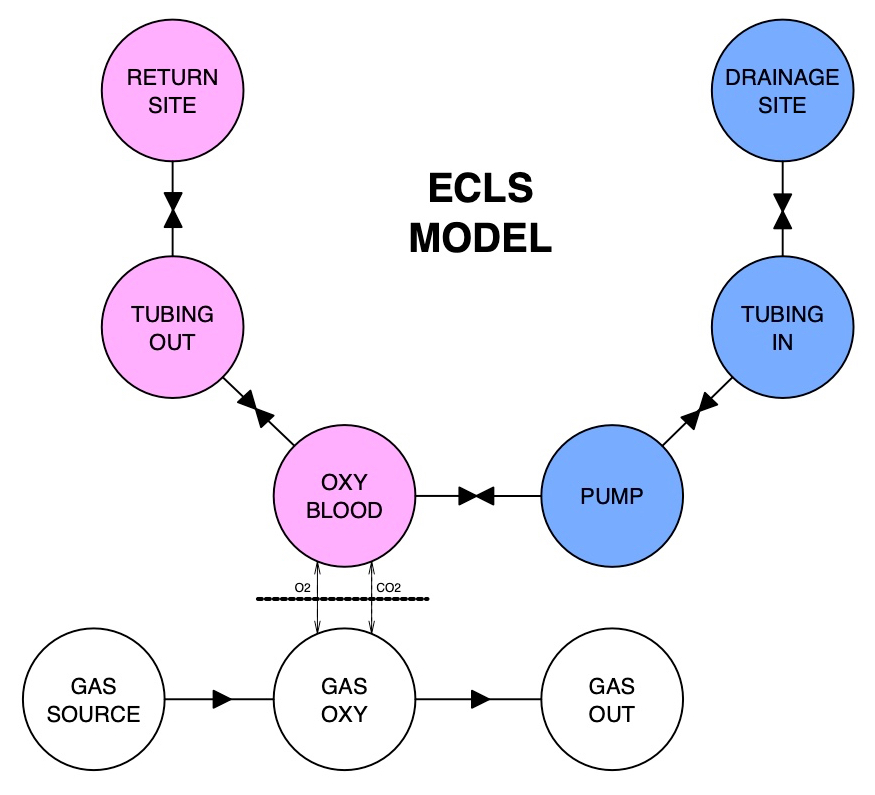 RETURN
SITE
DRAINAGE
SITE
ECLS
MODEL
TUBING
OUT
TUBING
IN
OXY
BLOOD
PUMP
O2
CO2
GAS
SOURCE
GAS
OXY
GAS
OUT